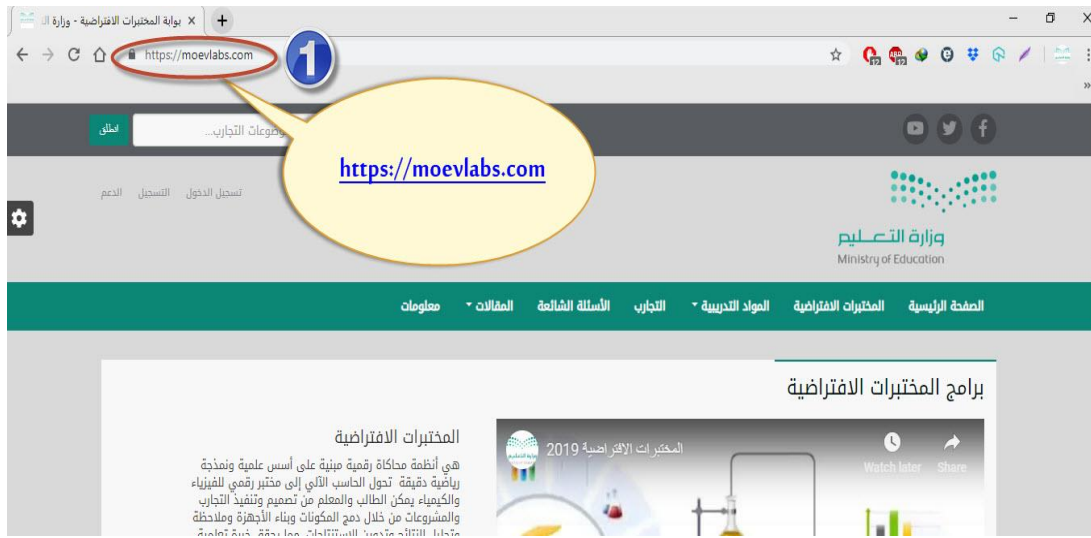 بوابة المختبرات الافتراضية - وزارة الـ
https://moevlabs.com
1
https://moevlabs.com
انطلق
التجارب...
تسجيل الدخول التسجيل الدعم
وزارة التعليم
Ministry of Education
الصفحة الرئيسية المختبرات الافتراضية المواد التدريبية التجارب الأسئلة الشائعة المقالات معلومات
برامج المختبرات الافتراضية
المختبرات الافتراضية 2019
Watch later Share
المختبرات الافتراضية
هي أنظمة محاكاة رقمية مبنية على أسس علمية ونمذجة
رياضية دقيقة تحول الحاسب الآلي إلى مختبر رقمي للفيزياء
والكيمياء يمكن الطالب والمعلم من تصميم وتنفيذ التجارب
والمشروعات من خلال دمج المكونات وبناء الأجهزة وملاحظة